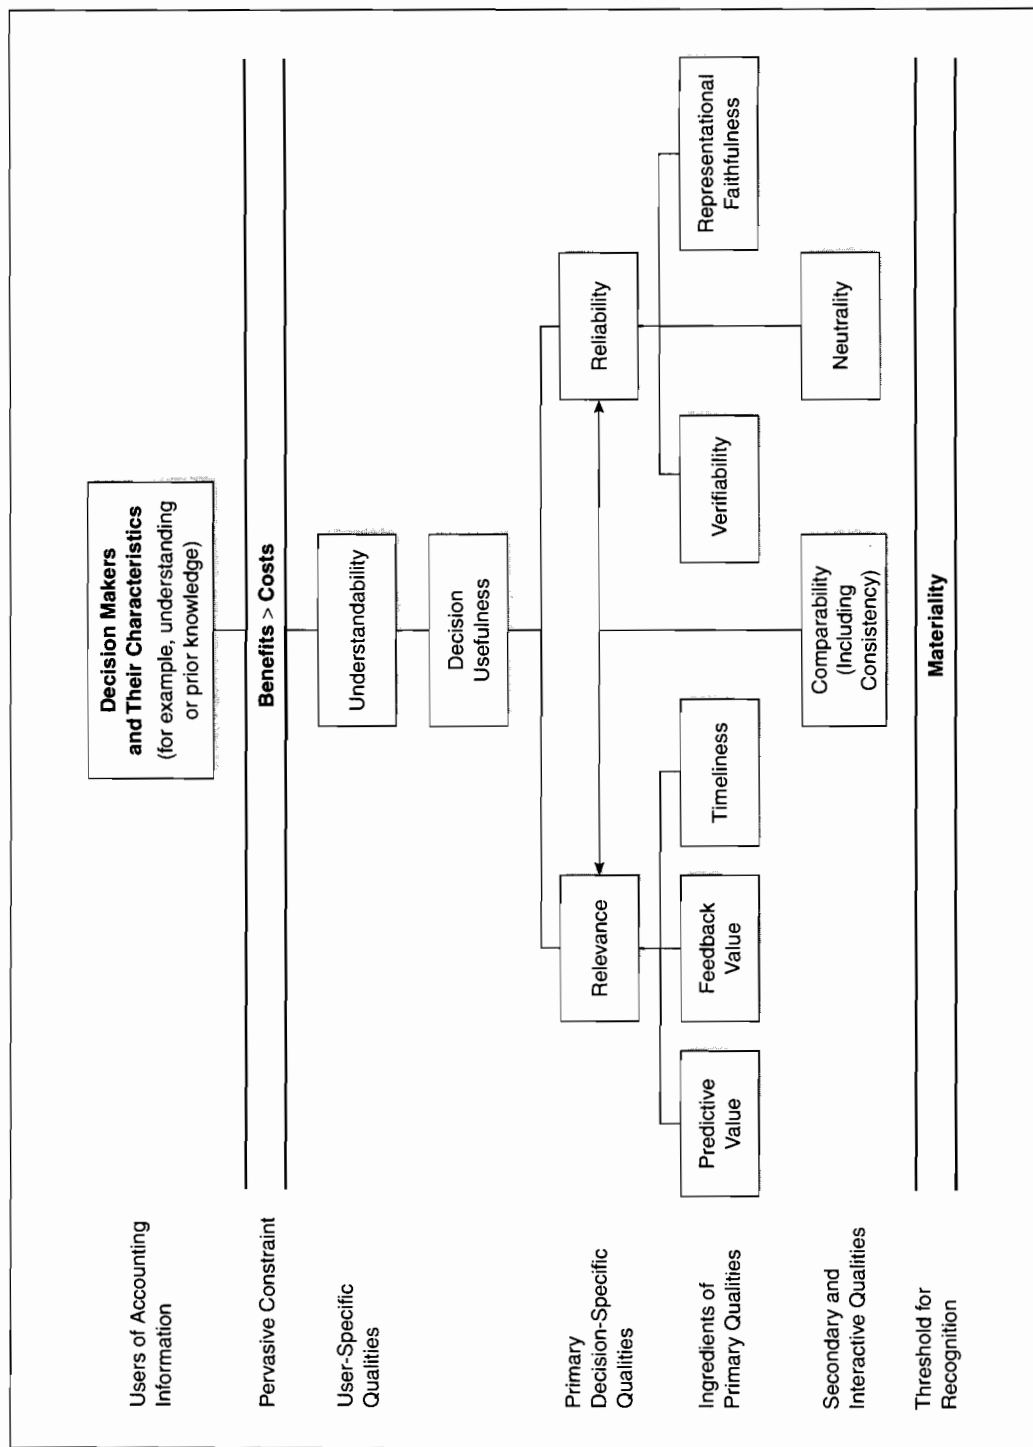 Users of Accounting
Information
Decision Makers
and Their Characteristics
(for example, understanding
or prior knowledge)
Pervasive Constraint
Benefits > Costs
User-Specific
Qualities
Understandability
Decision
Usefulness
Primary
Decision-Specific
Qualities
Relevance
Reliability
Ingredients of
Primary Qualities
Predictive
Value
Feedback
Value
Timeliness
Verifiability
Representational
Faithfulness
Secondary and
Interactive Qualities
Comparability
(Including
Consistency)
Neutrality
Threshold for
Recognition
Materiality